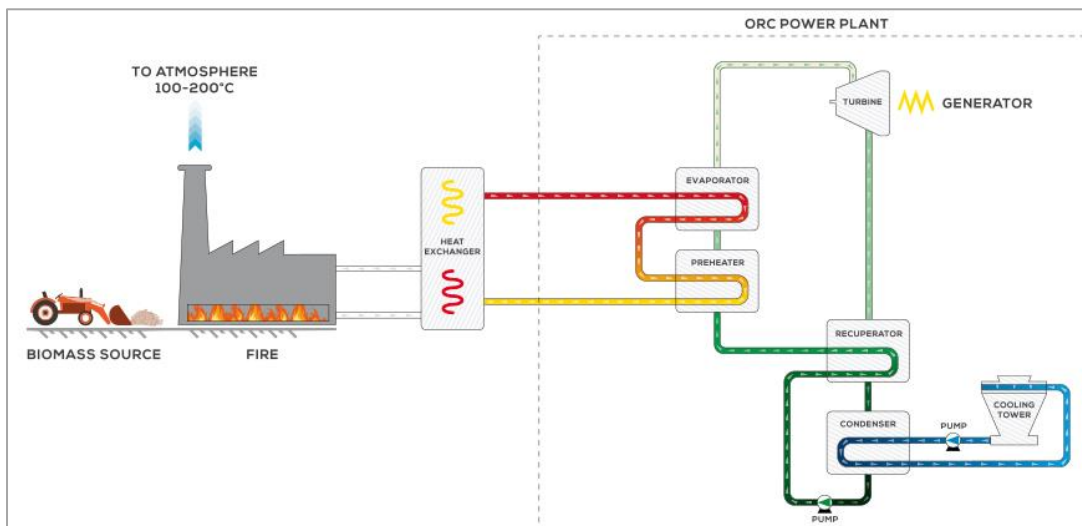 ORC POWER PLANT
TO ATMOSPHERE
100-200°C
TURBINE
GENERATOR
EVAPORATOR
HEAT
EXCHANGER
PREHEATER
RECUPERATOR
BIOMASS SOURCE
FIRE
COOLING
TOWER
CONDENSER
PUMP
PUMP